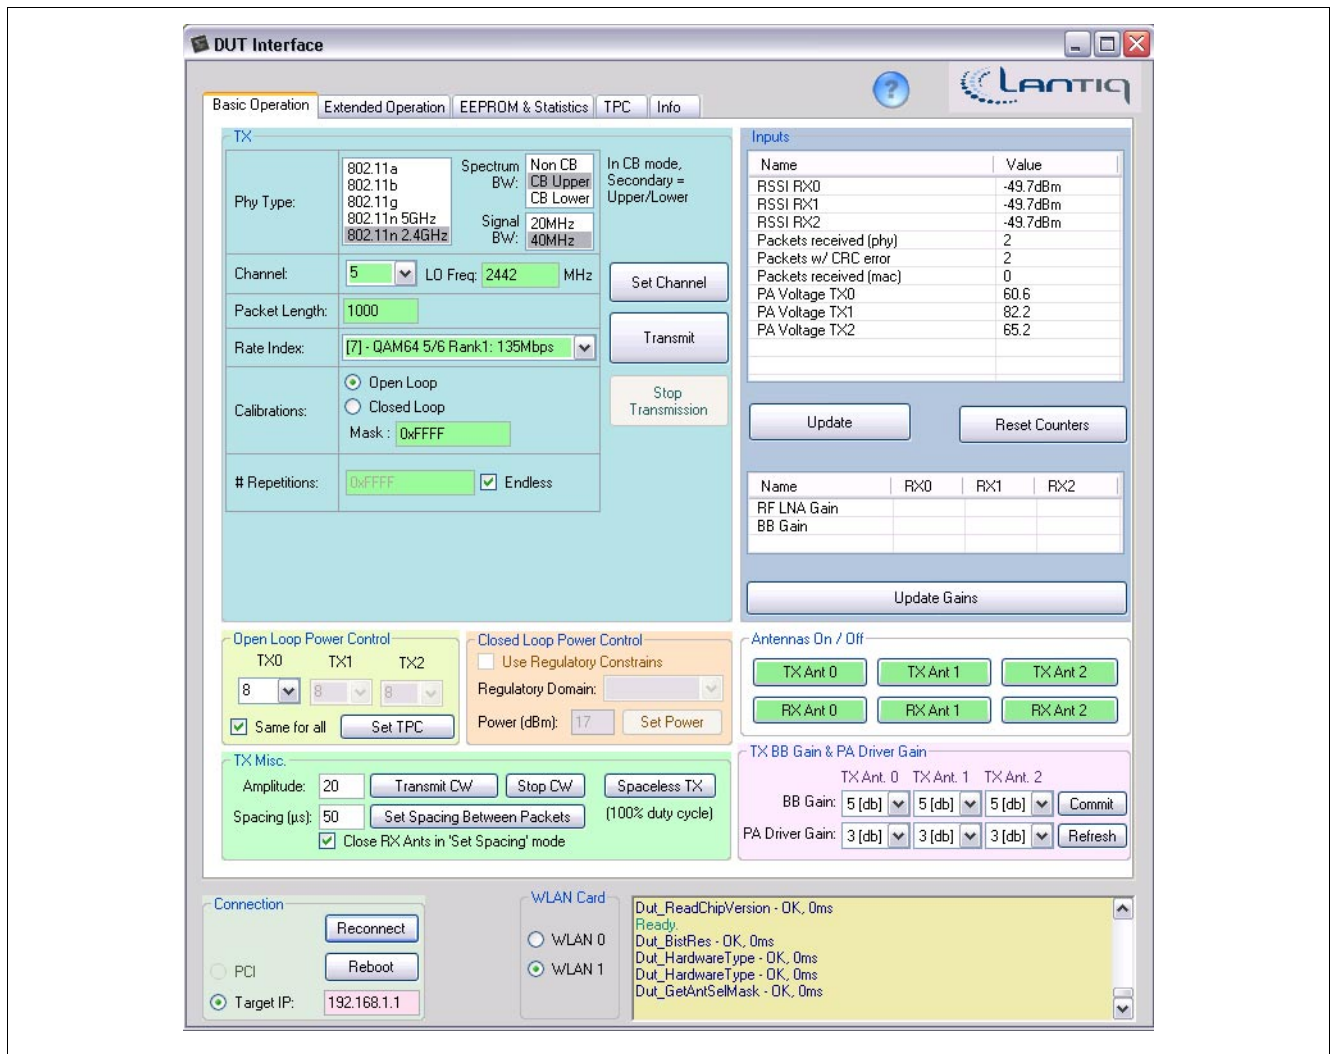 DUT Interface
Lantiq
Basic Operation Extended Operation EEPROM & Statistics TPC Info
TX
Phy Type:
802.11a
802.11b
802.11g
802.11n 5GHz
802.11n 2.4GHz
Spectrum BW:
Non CB
CB Upper
CB Lower
Signal BW:
20MHz
40MHz
In CB mode,
Secondary =
Upper/Lower
Channel: 5 LO Freq: 2442 MHz
Set Channel
Packet Length: 1000
Transmit
Rate Index: [7] - QAM64 5/6 Rank1: 135Mbps
Stop
Transmission
Calibrations:
Open Loop
Closed Loop
Mask : 0xFFFF
# Repetitions: 0xFFFF Endless
Inputs
Name Value
RSSI RX0 -49.7dBm
RSSI RX1 -49.7dBm
RSSI RX2 -49.7dBm
Packets received (phy) 2
Packets w/ CRC error 2
Packets received (mac) 0
PA Voltage TX0 60.6
PA Voltage TX1 82.2
PA Voltage TX2 65.2
Update Reset Counters
Name RX0 RX1 RX2
RF LNA Gain
BB Gain
Update Gains
Open Loop Power Control
TX0 TX1 TX2
8 8 8
Same for all Set TPC
Closed Loop Power Control
Use Regulatory Constrains
Regulatory Domain:
Power (dBm): 17 Set Power
Antennas On / Off
TX Ant 0 TX Ant 1 TX Ant 2
RX Ant 0 RX Ant 1 RX Ant 2
TX Misc.
Amplitude: 20 Transmit CW Stop CW Spaceless TX
Spacing (µs): 50 Set Spacing Between Packets (100% duty cycle)
Close RX Ants in 'Set Spacing' mode
TX BB Gain & PA Driver Gain
TX Ant. 0 TX Ant. 1 TX Ant. 2
BB Gain: 5 [db] 5 [db] 5 [db] Commit
PA Driver Gain: 3 [db] 3 [db] 3 [db] Refresh
Connection
Reconnect
PCI Reboot
Target IP: 192.168.1.1
WLAN Card
WLAN 0
WLAN 1
Dut_ReadChipVersion - OK, 0ms
Ready.
Dut_BistRes - OK, 0ms
Dut_HardwareType - OK, 0ms
Dut_HardwareType - OK, 0ms
Dut_GetAntSelMask - OK, 0ms